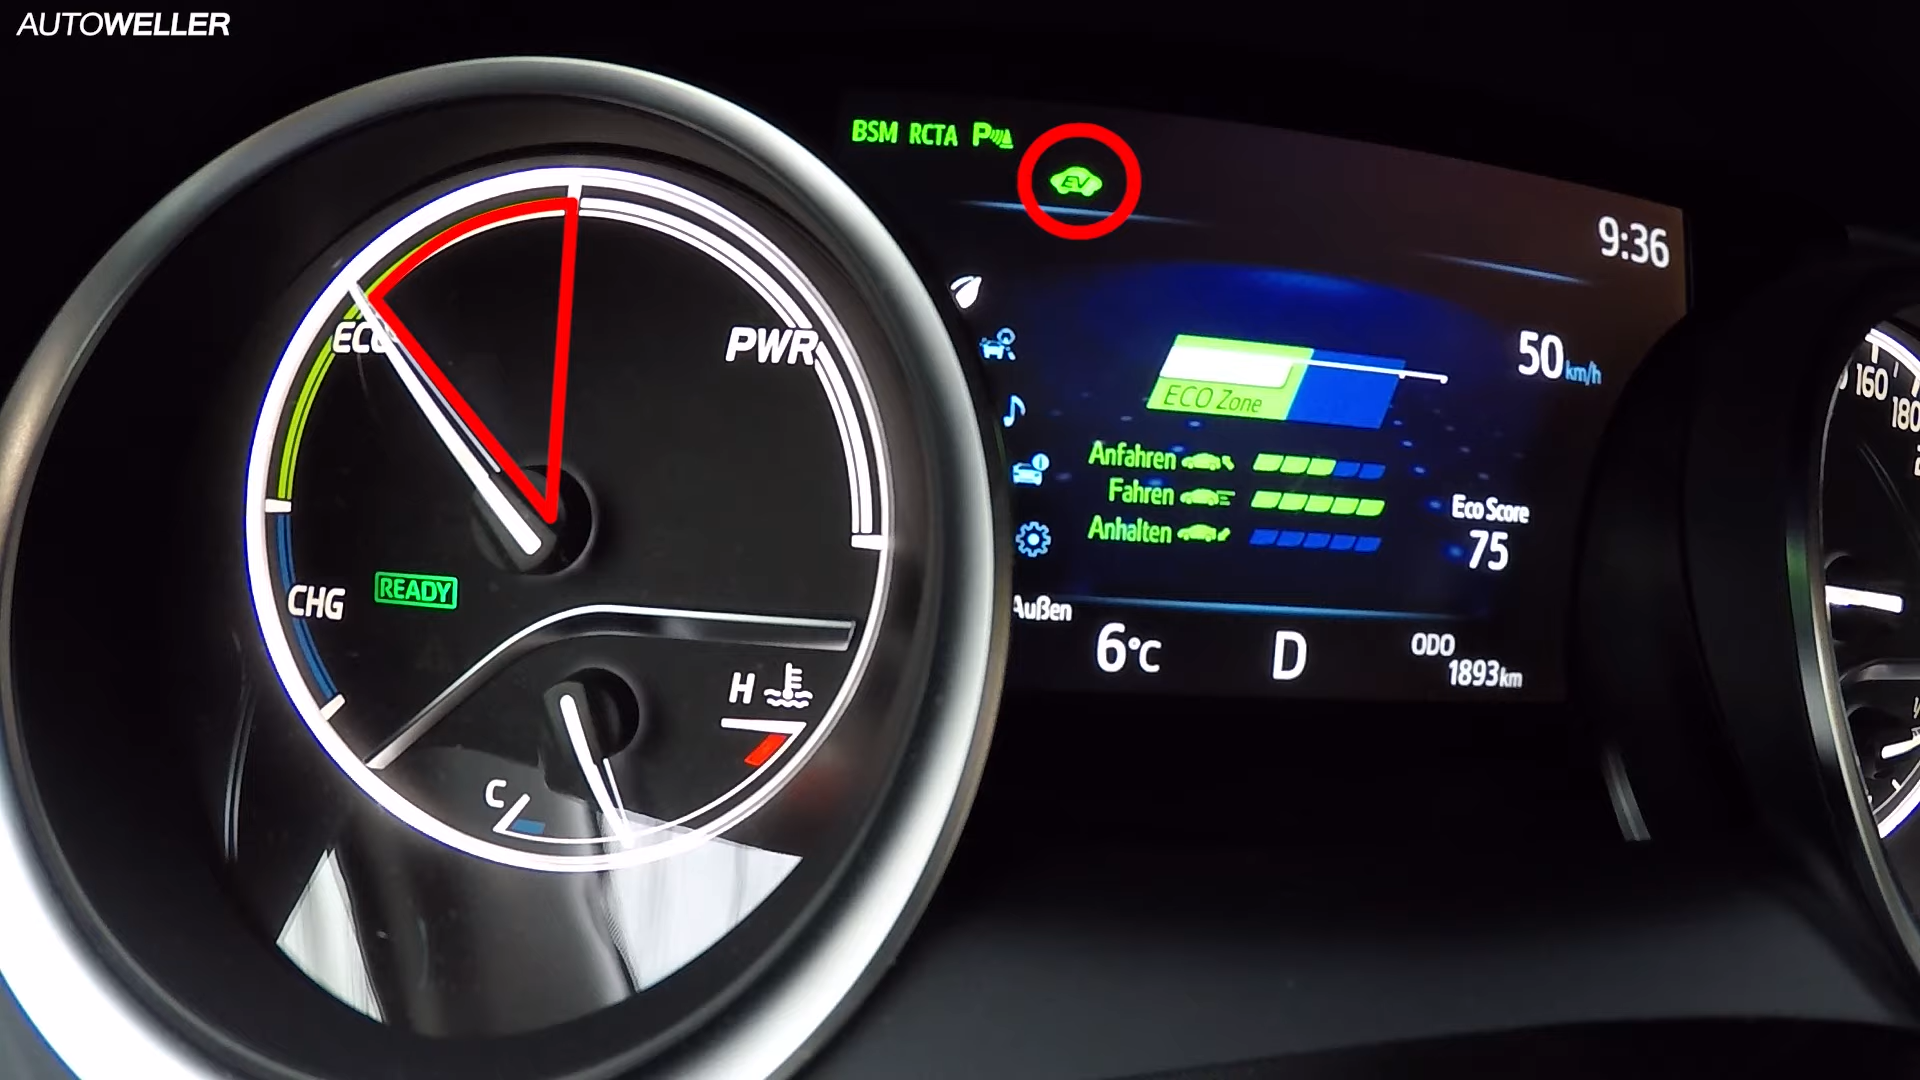 AUTOWELLER
BSM RCTA P
EV
9:36
ECO
PWR
50 km/h
ECO Zone
160
180
Anfahren
Fahren
Anhalten
Eco Score
75
CHG
READY
Außen
6°C
D
ODO
1893 km
H
C